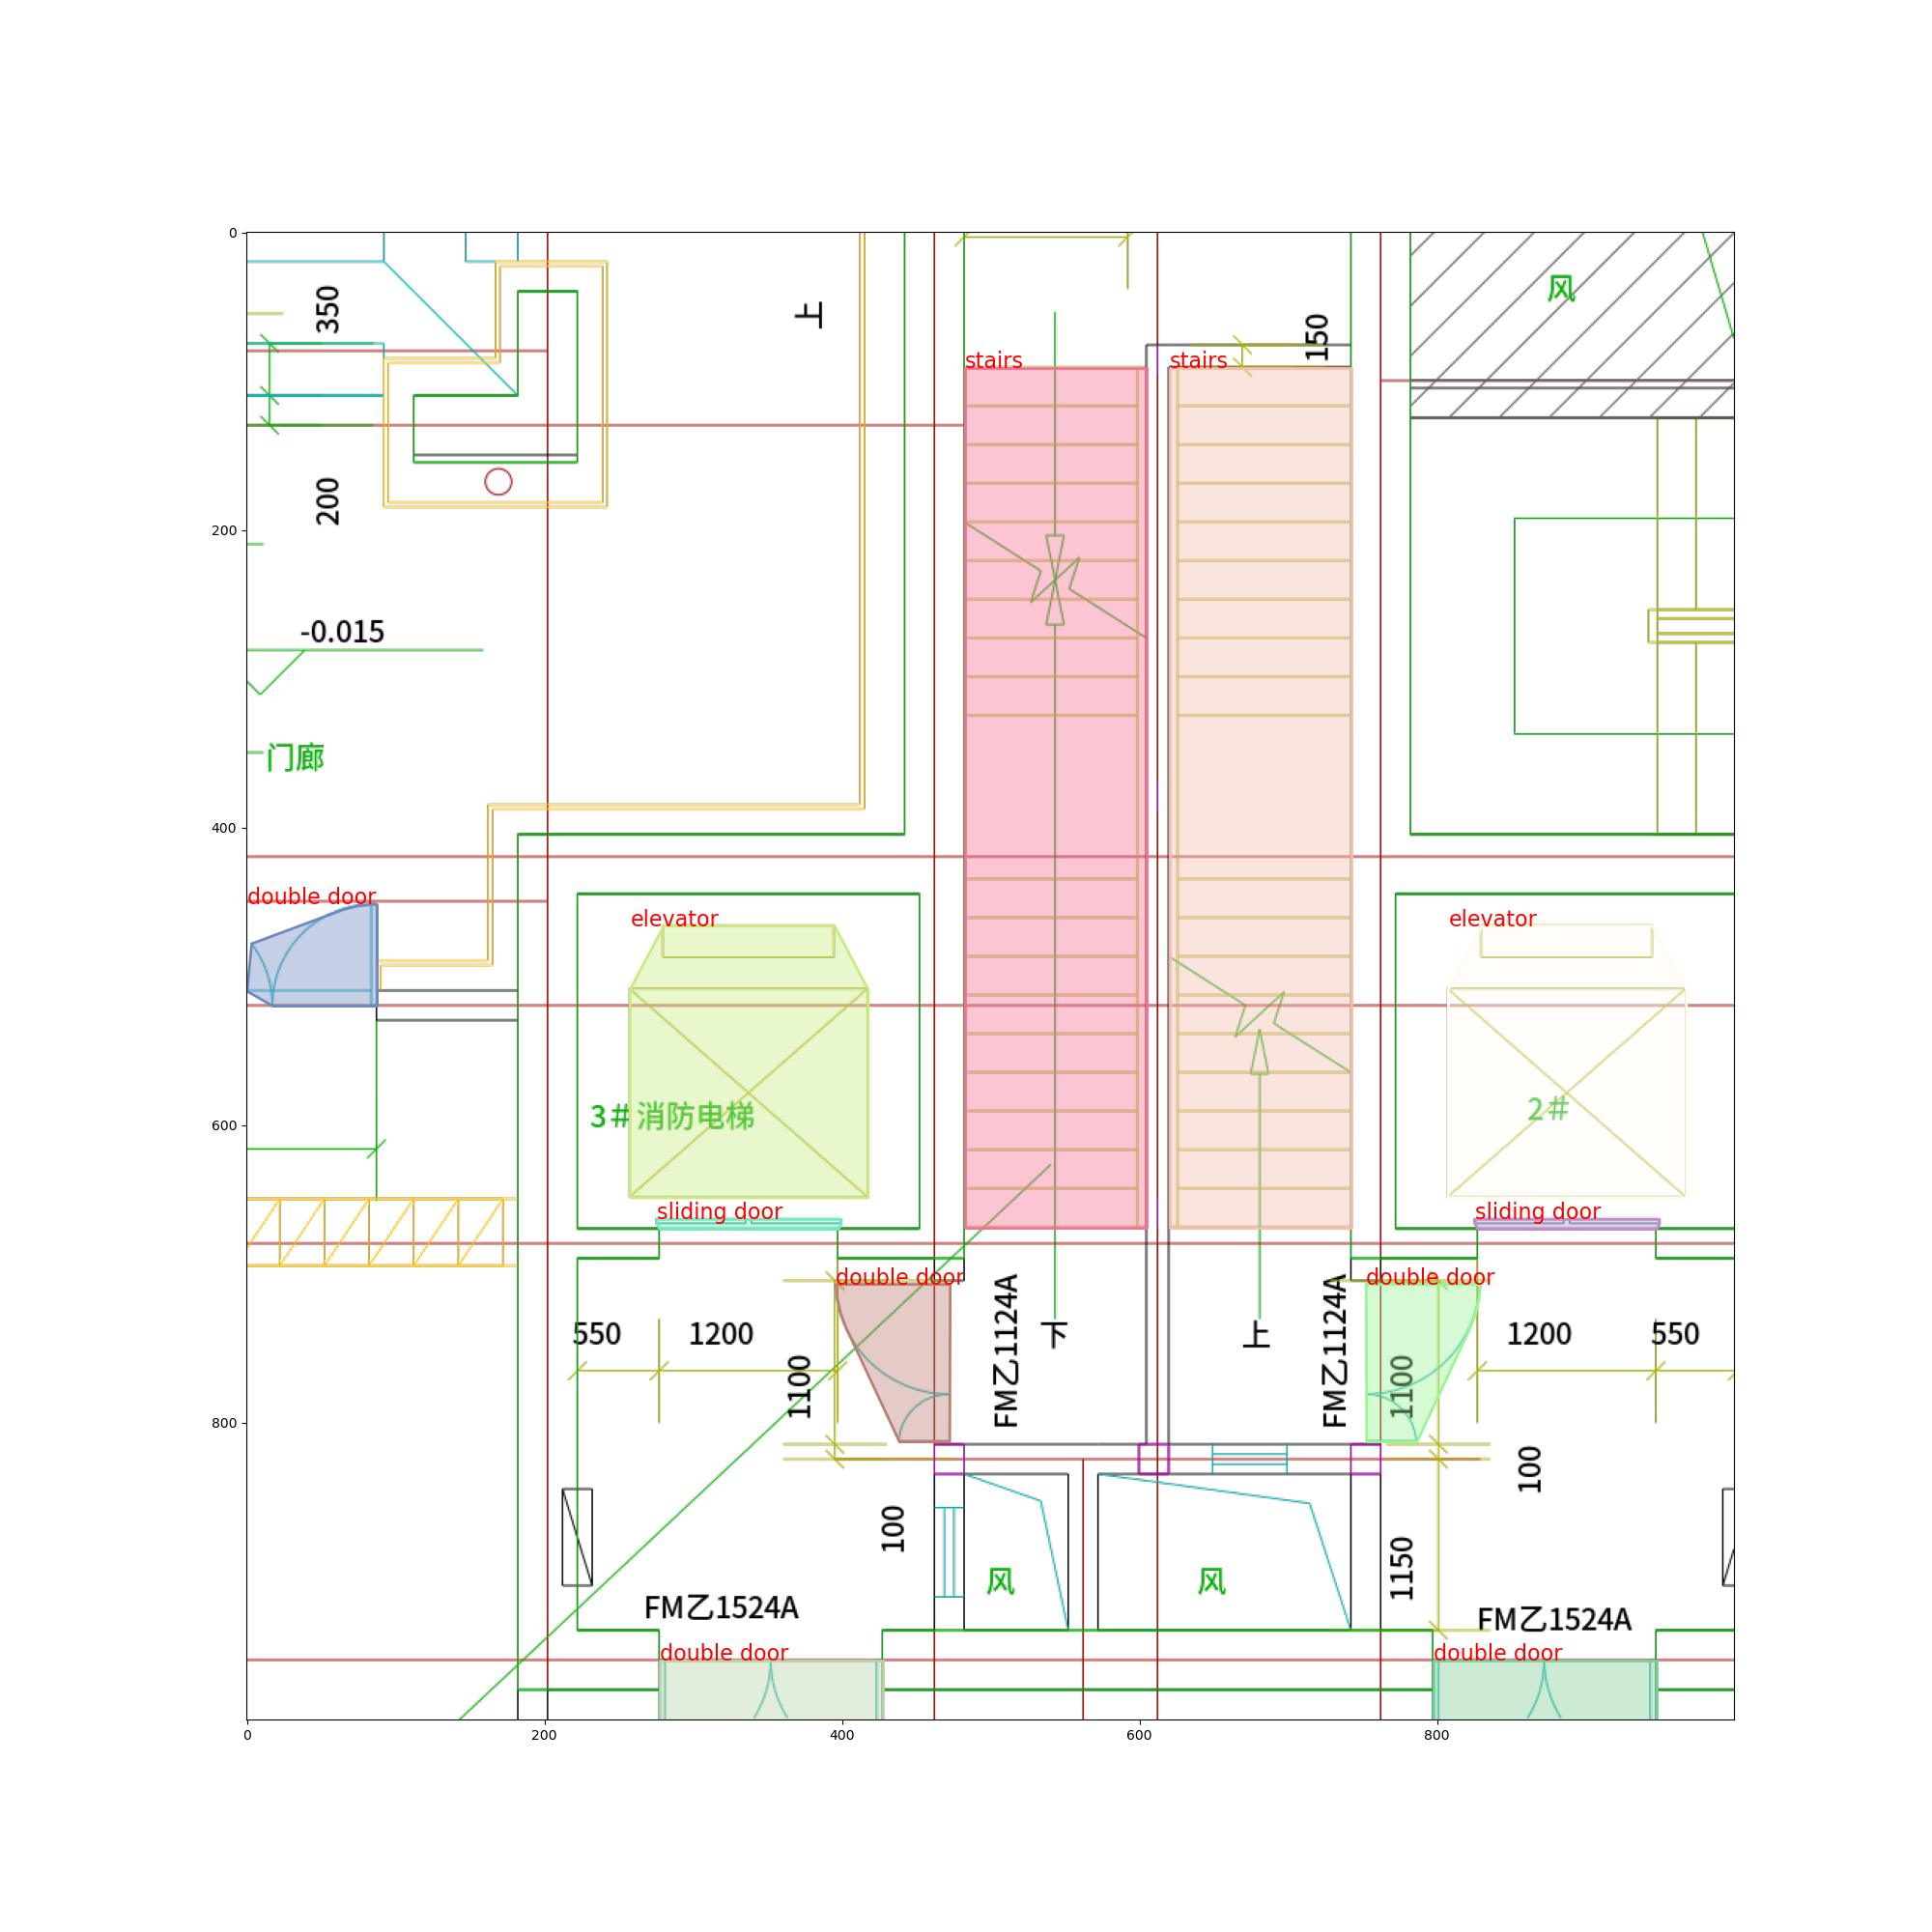 0
350
上
150
风
stairs
stairs
200
200
-0.015
门廊
400
double door
elevator
elevator
3#消防电梯
2#
600
sliding door
sliding door
double door
double door
FM乙1124A
FM乙1124A
550
1200
下
上
1200
550
1100
1100
800
100
100
1150
风
风
FM乙1524A
FM乙1524A
double door
double door
0
200
400
600
800